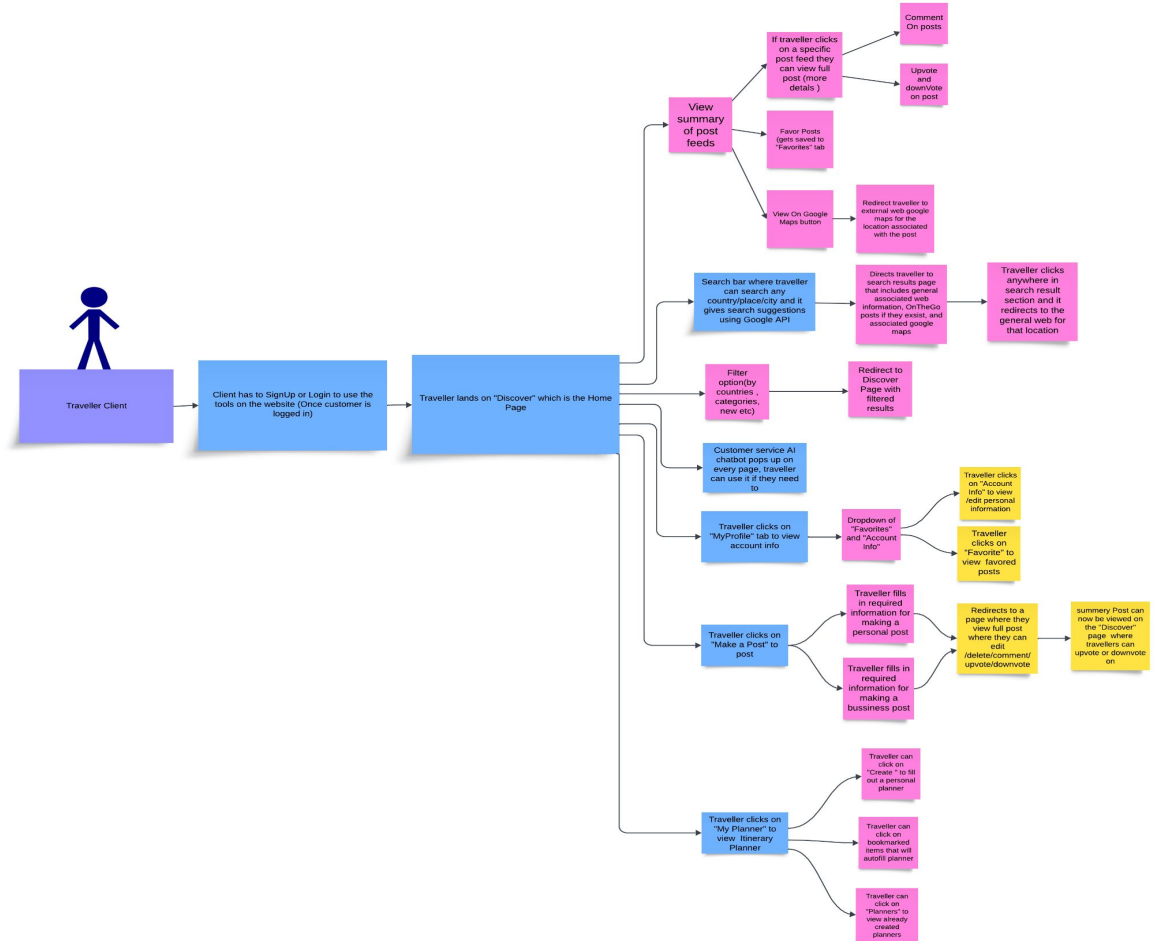 Comment
On posts
If traveller clicks
on a specific
post feed they
can view full
post (more
detals )
Upvote
and
downVote
on post
View
summary
of post
feeds
Favor Posts
(gets saved to
"Favorites" tab
View On Google
Maps button
Redirect traveller to
external web google
maps for the
location associated
with the post
Search bar where traveller
can search any
country/place/city and it
gives search suggestions
using Google API
Directs traveller to
search results page
that includes general
associated web
information, OnTheGo
posts if they exsist, and
associated google
maps
Traveller clicks
anywhere in
search result
section and it
redirects to the
general web for
that location
Traveller Client
Client has to SignUp or Login to use the
tools on the website (Once customer is
logged in)
Traveller lands on "Discover" which is the Home
Page
Filter
option(by
countries ,
categories,
new etc)
Redirect to
Discover
Page with
filtered
results
Customer service AI
chatbot pops up on
every page, traveller
can use it if they need
to
Traveller clicks on
"MyProfile" tab to view
account info
Dropdown of
"Favorites"
and "Account
Info"
Traveller clicks
on "Account
Info" to view
/edit personal
information
Traveller
clicks on
"Favorite" to
view favored
posts
Traveller clicks on
"Make a Post" to
post
Traveller fills
in required
information for
making a
personal post
Traveller fills in
required
information for
making a
bussiness post
Redirects to a
page where they
view full post
where they can
edit
/delete/comment/
upvote/downvote
summery Post can
now be viewed on
the "Discover"
page where
travellers can
upvote or downvote
on
Traveller clicks on
"My Planner" to
view Itinerary
Planner
Traveller can
click on
"Create " to fill
out a personal
planner
Traveller can
click on
bookmarked
items that will
autofill planner
Traveller can
click on
"Planners" to
view already
created
planners